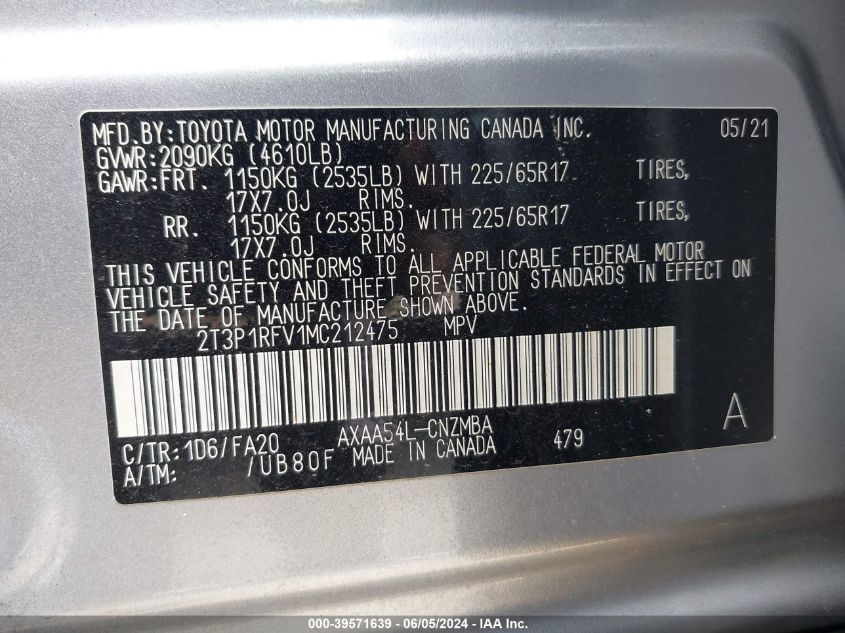 MFD.BY:TOYOTA MOTOR MANUFACTURING CANADA INC. 05/21
GVWR:2090KG (4610LB)
GAWR:FRT. 1150KG (2535LB) WITH 225/65R17 TIRES,
17X7.0J RIMS.
RR. 1150KG (2535LB) WITH 225/65R17 TIRES,
17X7.0J RIMS.
THIS VEHICLE CONFORMS TO ALL APPLICABLE FEDERAL MOTOR
VEHICLE SAFETY AND THEFT PREVENTION STANDARDS IN EFFECT ON
THE DATE OF MANUFACTURE SHOWN ABOVE.
2T3P1RFV1MC212475 MPV
A
C/TR:1D6/FA20 AXAA54L-CNZMBA 479
A/TM: /UB80F MADE IN CANADA
000-39571639 - 06/05/2024 - IAA Inc.